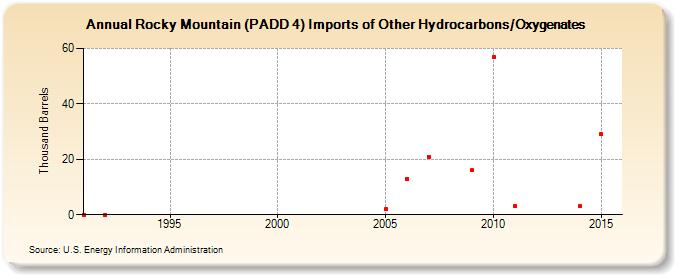 Annual Rocky Mountain (PADD 4) Imports of Other Hydrocarbons/Oxygenates
Thousand Barrels
60
40
20
0
1995 2000 2005 2010 2015
Source: U.S. Energy Information Administration